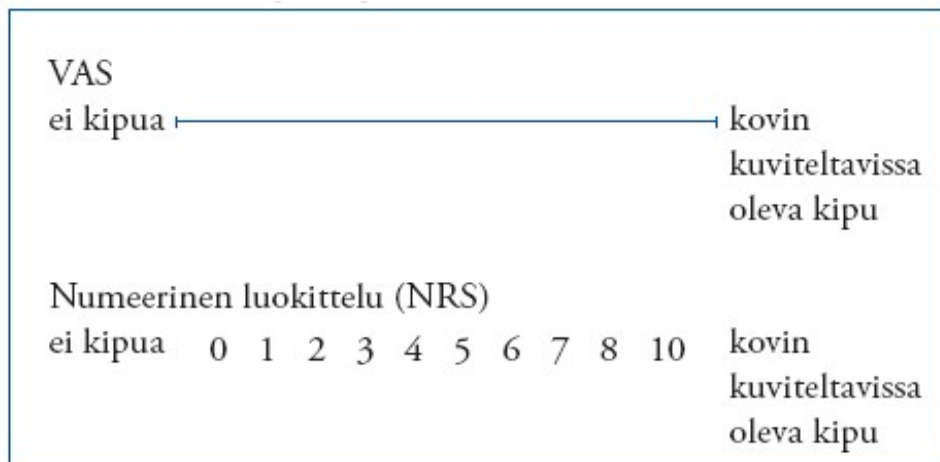 VAS
ei kipua kovin
kuviteltavissa
oleva kipu
Numeerinen luokittelu (NRS)
ei kipua 0 1 2 3 4 5 6 7 8 10 kovin
kuviteltavissa
oleva kipu